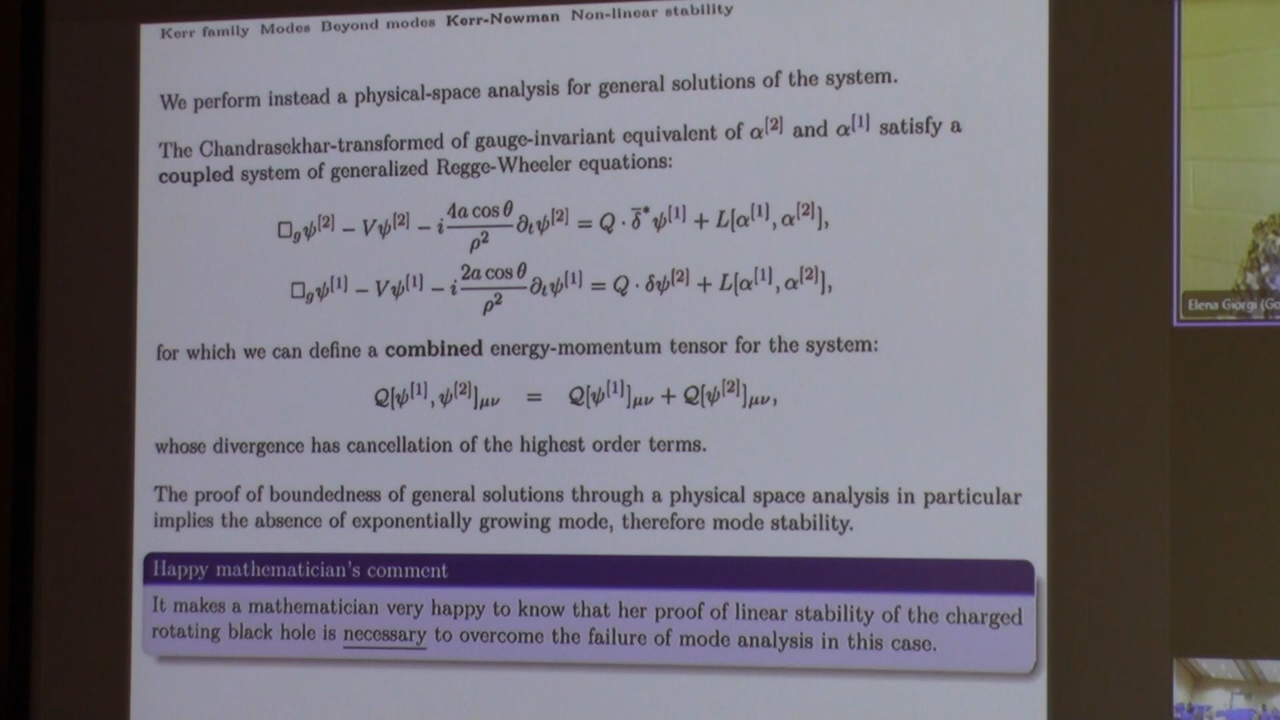 Kerr family Modes Beyond modes Kerr-Newman Non-linear stability
We perform instead a physical-space analysis for general solutions of the system.
The Chandrasekhar-transformed of gauge-invariant equivalent of α^[2] and α^[1] satisfy a
coupled system of generalized Regge-Wheeler equations:
□_g ψ^[2] − Vψ^[2] − i (4a cos θ / ρ²) ∂_t ψ^[2] = Q · δ̄* ψ^[1] + L[α^[1], α^[2]],
□_g ψ^[1] − Vψ^[1] − i (2a cos θ / ρ²) ∂_t ψ^[1] = Q · δψ^[2] + L[α^[1], α^[2]],
for which we can define a combined energy-momentum tensor for the system:
𝒬[ψ^[1], ψ^[2]]_μν = 𝒬[ψ^[1]]_μν + 𝒬[ψ^[2]]_μν,
whose divergence has cancellation of the highest order terms.
The proof of boundedness of general solutions through a physical space analysis in particular
implies the absence of exponentially growing mode, therefore mode stability.
Happy mathematician's comment
It makes a mathematician very happy to know that her proof of linear stability of the charged
rotating black hole is necessary to overcome the failure of mode analysis in this case.
Elena Giorgi (Go